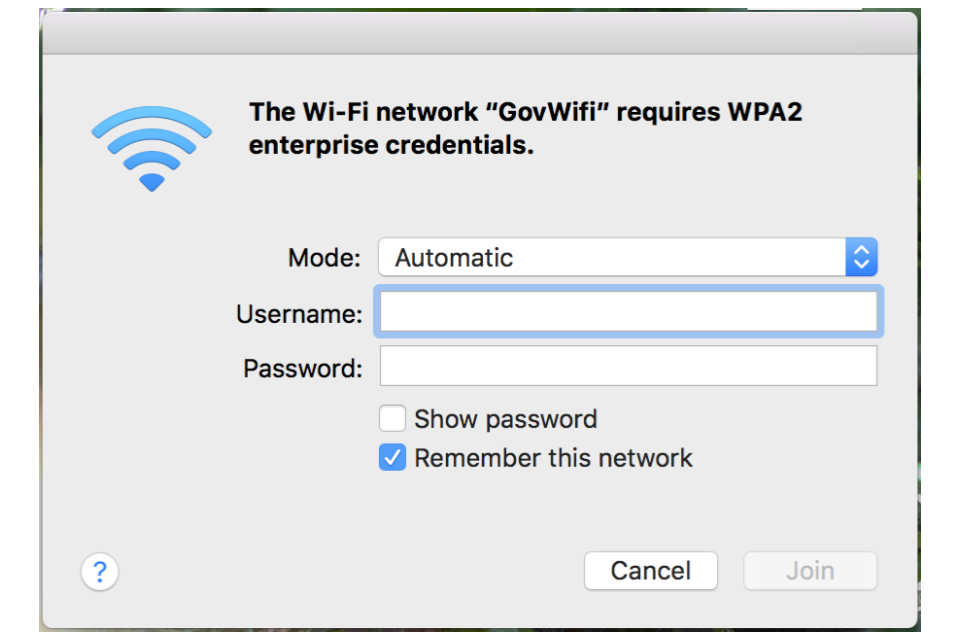 The Wi-Fi network “GovWifi” requires WPA2
enterprise credentials.
Mode: Automatic
Username:
Password:
Show password
Remember this network
? Cancel Join